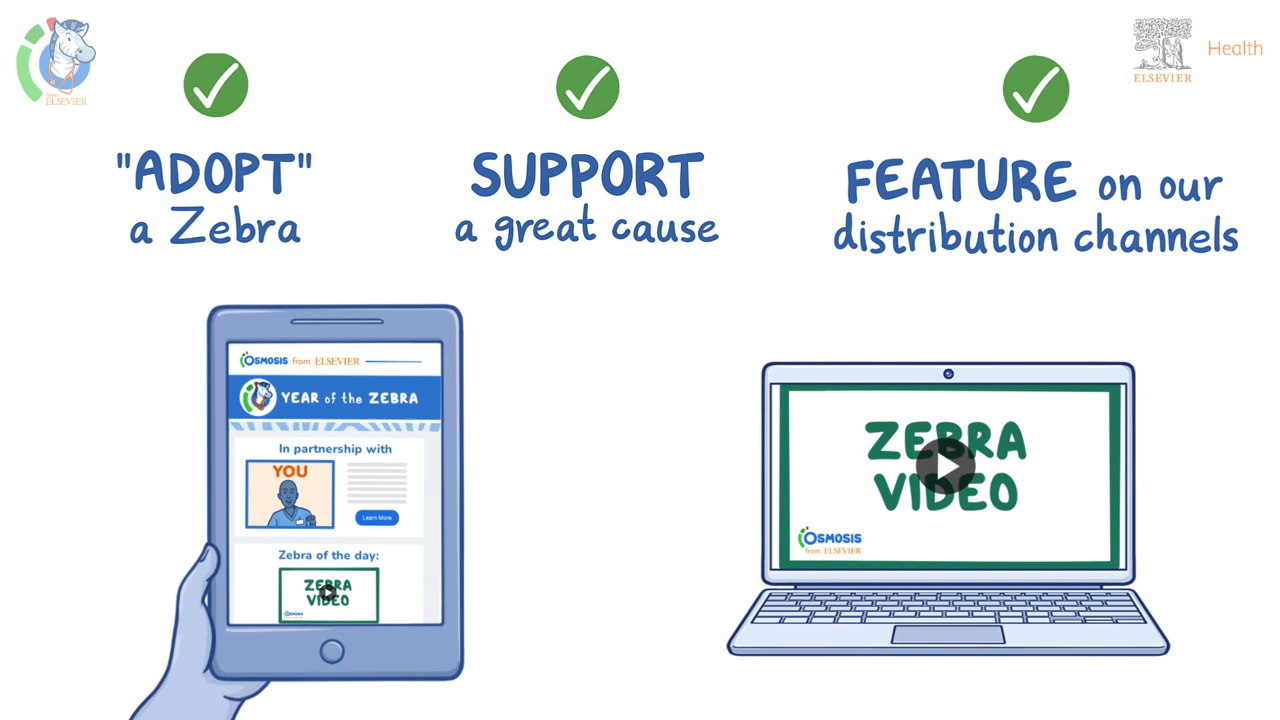 from
ELSEVIER
ELSEVIER
Health
"ADOPT"
a Zebra
SUPPORT
a great cause
FEATURE on our
distribution channels
OSMOSIS from ELSEVIER
YEAR of the ZEBRA
In partnership with
YOU
Learn More
Zebra of the day:
ZEBRA
VIDEO
OSMOSIS
ZEBRA
VIDEO
OSMOSIS
from ELSEVIER